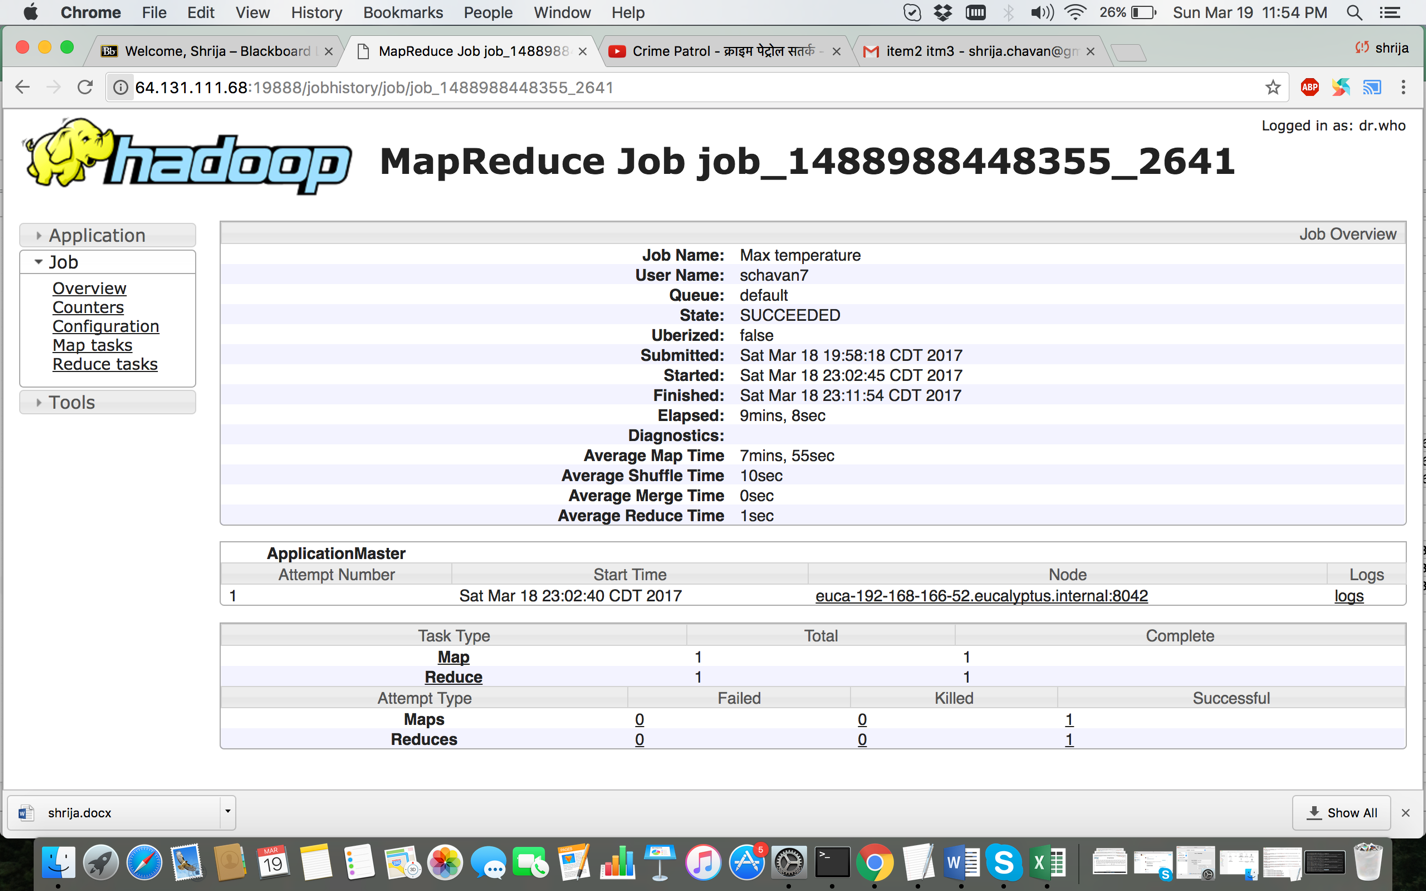 Chrome File Edit View History Bookmarks People Window Help 26% Sun Mar 19 11:54 PM
Welcome, Shrija – Blackboard
MapReduce Job job_1488988
Crime Patrol - क्राइम पेट्रोल सतर्क -
item2 itm3 - shrija.chavan@gm
shrija
64.131.111.68:19888/jobhistory/job/job_1488988448355_2641
ABP
Logged in as: dr.who
hadoop
MapReduce Job job_1488988448355_2641
Application
Job
Overview
Counters
Configuration
Map tasks
Reduce tasks
Tools
Job Overview
Job Name: Max temperature
User Name: schavan7
Queue: default
State: SUCCEEDED
Uberized: false
Submitted: Sat Mar 18 19:58:18 CDT 2017
Started: Sat Mar 18 23:02:45 CDT 2017
Finished: Sat Mar 18 23:11:54 CDT 2017
Elapsed: 9mins, 8sec
Diagnostics:
Average Map Time 7mins, 55sec
Average Shuffle Time 10sec
Average Merge Time 0sec
Average Reduce Time 1sec
ApplicationMaster
Attempt Number Start Time Node Logs
1 Sat Mar 18 23:02:40 CDT 2017 euca-192-168-166-52.eucalyptus.internal:8042 logs
Task Type Total Complete
Map 1 1
Reduce 1 1
Attempt Type Failed Killed Successful
Maps 0 0 1
Reduces 0 0 1
shrija.docx
Show All
MAR
19
5